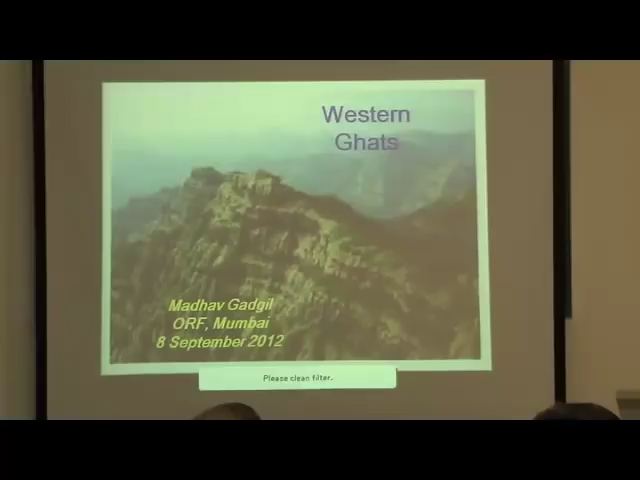 Western
Ghats
Madhav Gadgil
ORF, Mumbai
8 September 2012
Please clean filter.